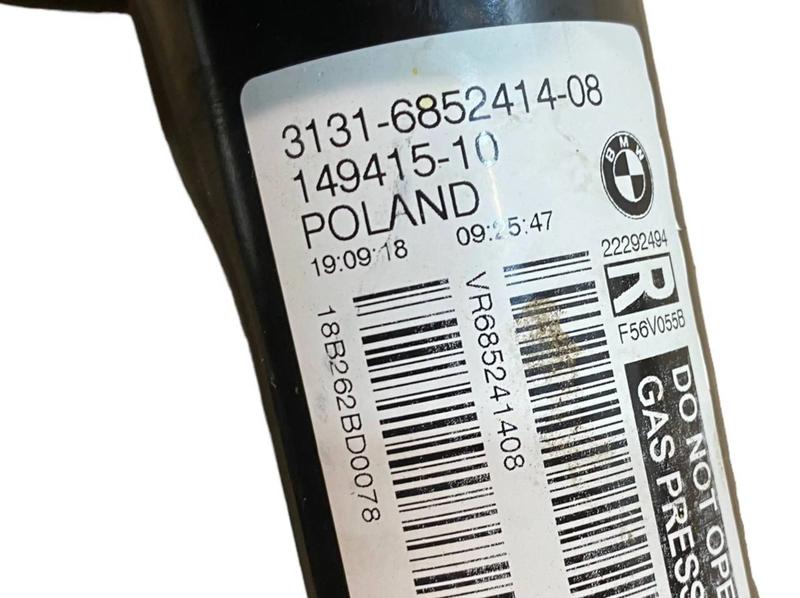 3131-6852414-08
149415-10
POLAND
19:09:18 09:25:47
BMW
22292494
R
F56V055B
18B262BD0078
VR685241408
DO NOT OPE
GAS PRESS